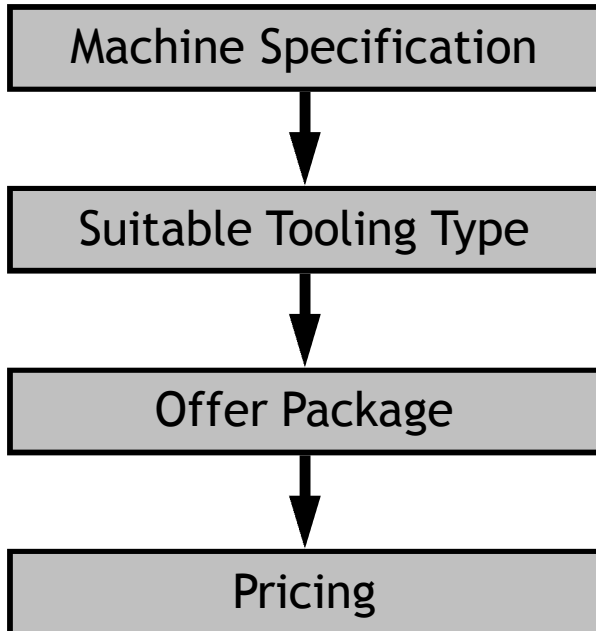 Machine Specification
Suitable Tooling Type
Offer Package
Pricing